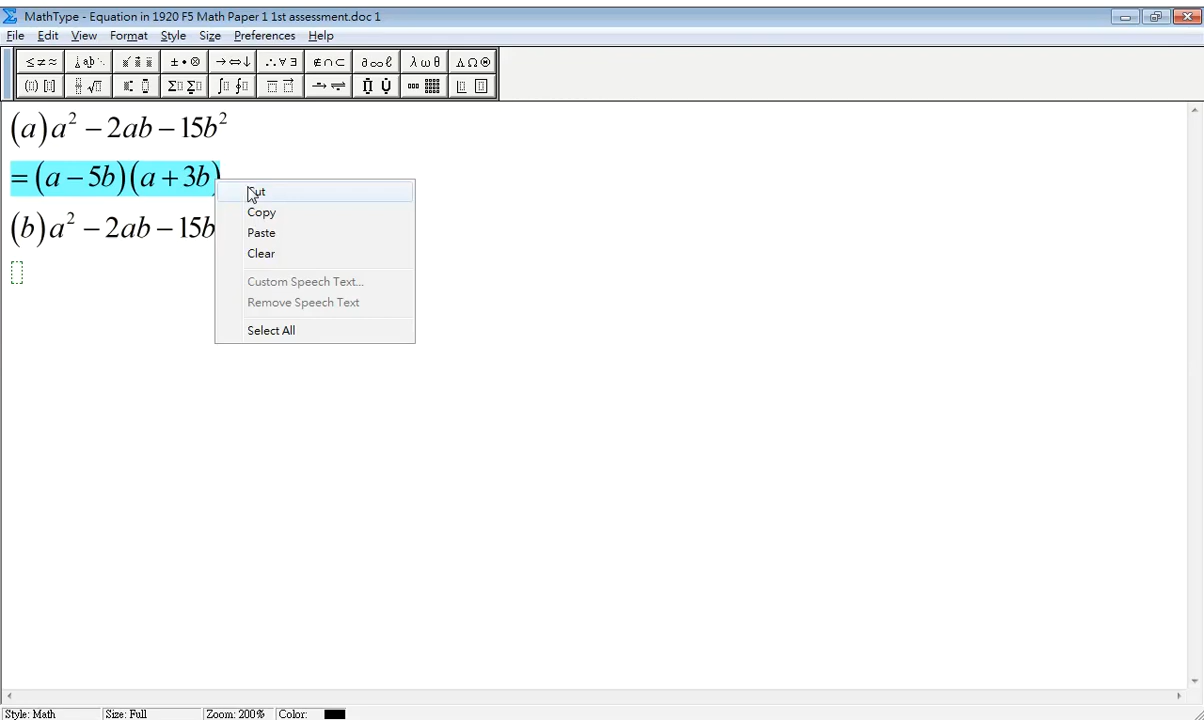 MathType - Equation in 1920 F5 Math Paper 1 1st assessment.doc 1
File Edit View Format Style Size Preferences Help
(a)a² − 2ab − 15b²
= (a − 5b)(a + 3b)
(b)a² − 2ab − 15b
Copy
Paste
Clear
Custom Speech Text...
Remove Speech Text
Select All
Style: Math Size: Full Zoom: 200% Color: